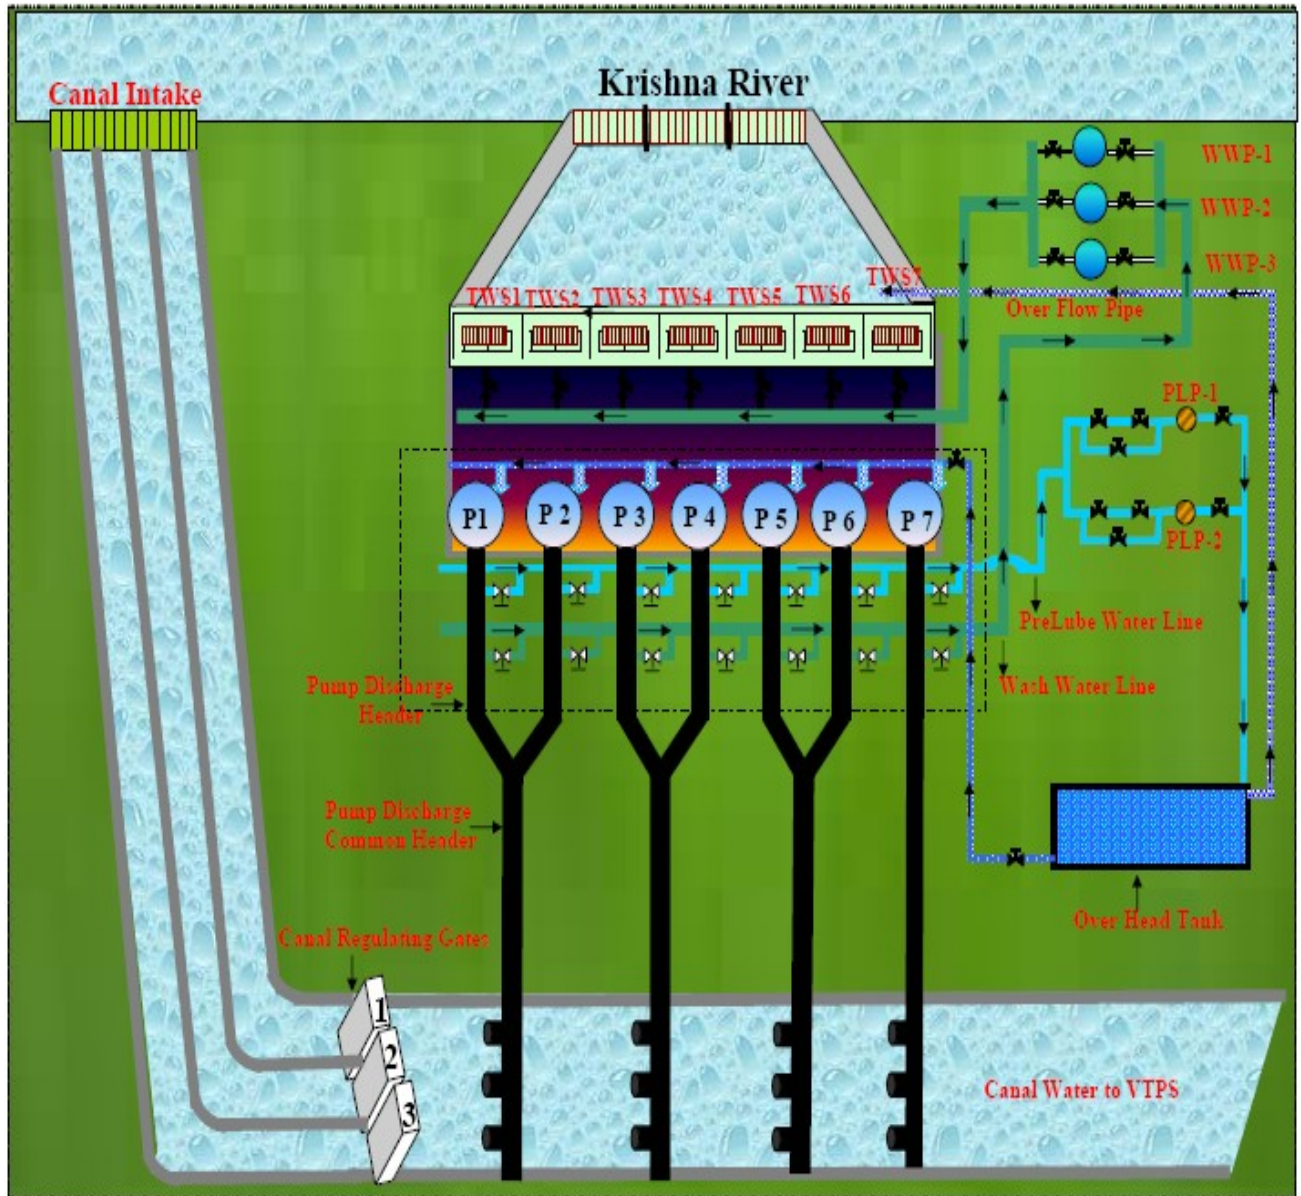 Krishna River
Canal Intake
WWP-1
WWP-2
WWP-3
TWS7
TWS1
TWS2
TWS3
TWS4
TWS5
TWS6
Over Flow Pipe
PLP-1
P1
P 2
P 3
P 4
P 5
P 6
P 7
PLP-2
PreLube Water Line
Pump Discharge
Header
Wash Water Line
Pump Discharge
Common Header
Over Head Tank
Canal Regulating Gates
1
2
3
Canal Water to VTPS